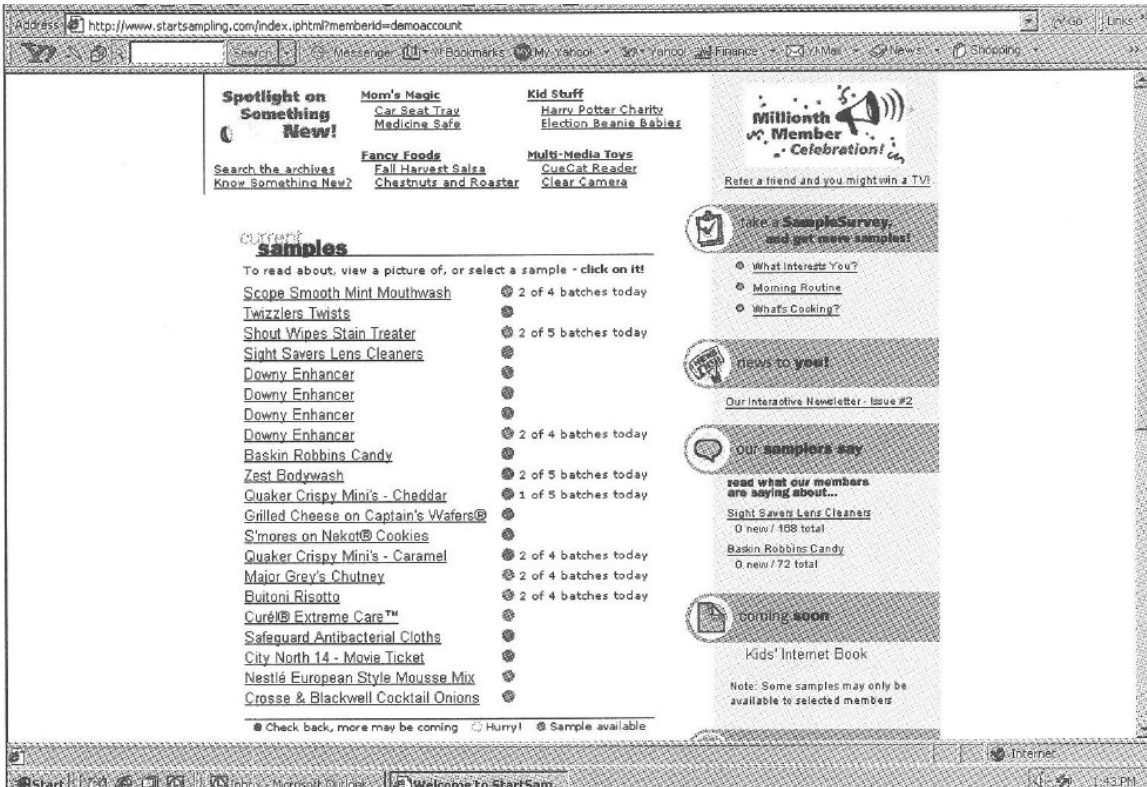 Address http://www.startsampling.com/index.iphtml?memberid=demoaccount Go Links
Y! Search Messenger Y! Bookmarks My Yahoo! Yahoo! Finance Y! Mail News Shopping
Spotlight on
Something
New!
Search the archives
Know Something New?
Mom's Magic
Car Seat Tray
Medicine Safe
Fancy Foods
Fall Harvest Salsa
Chestnuts and Roaster
Kid Stuff
Harry Potter Charity
Election Beanie Babies
Multi-Media Toys
CueCat Reader
Clear Camera
current
samples
To read about, view a picture of, or select a sample - click on it!
Scope Smooth Mint Mouthwash 2 of 4 batches today
Twizzlers Twists
Shout Wipes Stain Treater 2 of 5 batches today
Sight Savers Lens Cleaners
Downy Enhancer
Downy Enhancer
Downy Enhancer
Downy Enhancer 2 of 4 batches today
Baskin Robbins Candy
Zest Bodywash 2 of 5 batches today
Quaker Crispy Mini's - Cheddar 1 of 5 batches today
Grilled Cheese on Captain's Wafers®
S'mores on Nekot® Cookies
Quaker Crispy Mini's - Caramel 2 of 4 batches today
Major Grey's Chutney 2 of 4 batches today
Buitoni Risotto 2 of 4 batches today
Curél® Extreme Care™
Safeguard Antibacterial Cloths
City North 14 - Movie Ticket
Nestlé European Style Mousse Mix
Crosse & Blackwell Cocktail Onions
Check back, more may be coming Hurry! Sample available
Millionth
Member
Celebration!
Refer a friend and you might win a TV!
take a SampleSurvey,
and get more samples!
What Interests You?
Morning Routine
What's Cooking?
news to you!
Our Interactive Newsletter - Issue #2
our samplers say
read what our members
are saying about...
Sight Savers Lens Cleaners
0 new / 168 total
Baskin Robbins Candy
0 new / 72 total
coming soon
Kids' Internet Book
Note: Some samples may only be
available to selected members
Internet
Start Inbox - Microsoft Outlook Welcome to StartSam... 1:43 PM